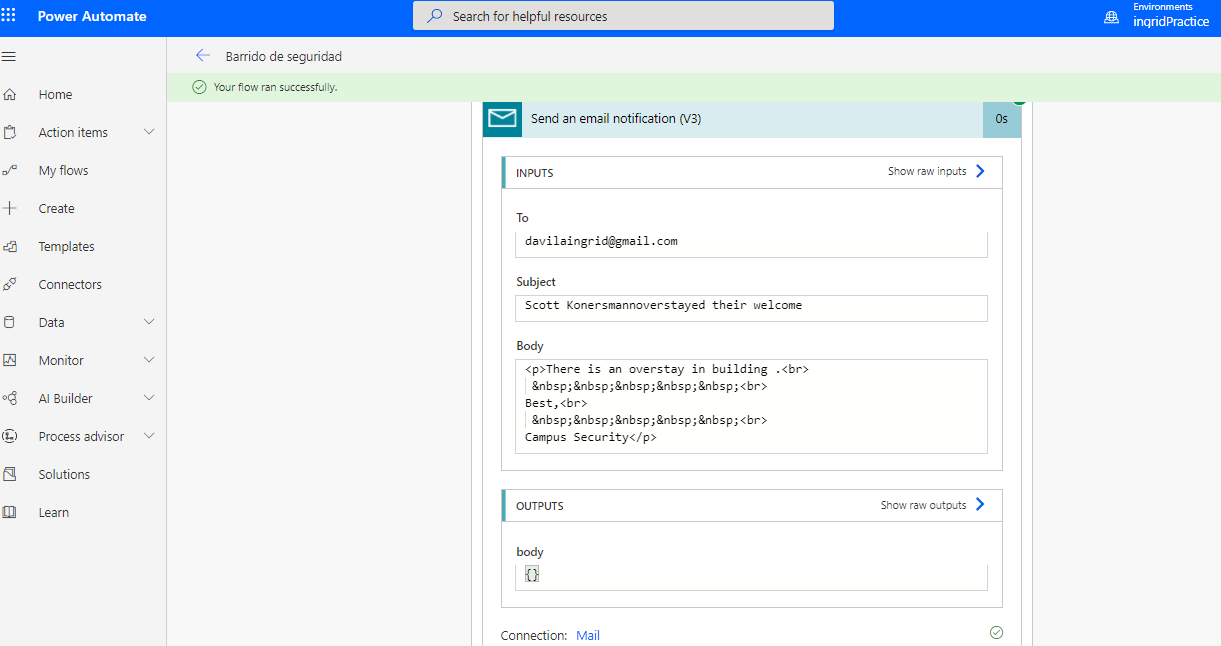 Power Automate
Search for helpful resources
Environments
ingridPractice
Barrido de seguridad
Your flow ran successfully.
Home
Action items
My flows
Create
Templates
Connectors
Data
Monitor
AI Builder
Process advisor
Solutions
Learn
Send an email notification (V3)
0s
INPUTS
Show raw inputs
To
davilaingrid@gmail.com
Subject
Scott Konersmannoverstayed their welcome
Body
<p>There is an overstay in building .<br>
&nbsp;&nbsp;&nbsp;&nbsp;&nbsp;<br>
Best,<br>
&nbsp;&nbsp;&nbsp;&nbsp;&nbsp;<br>
Campus Security</p>
OUTPUTS
Show raw outputs
body
{}
Connection: Mail